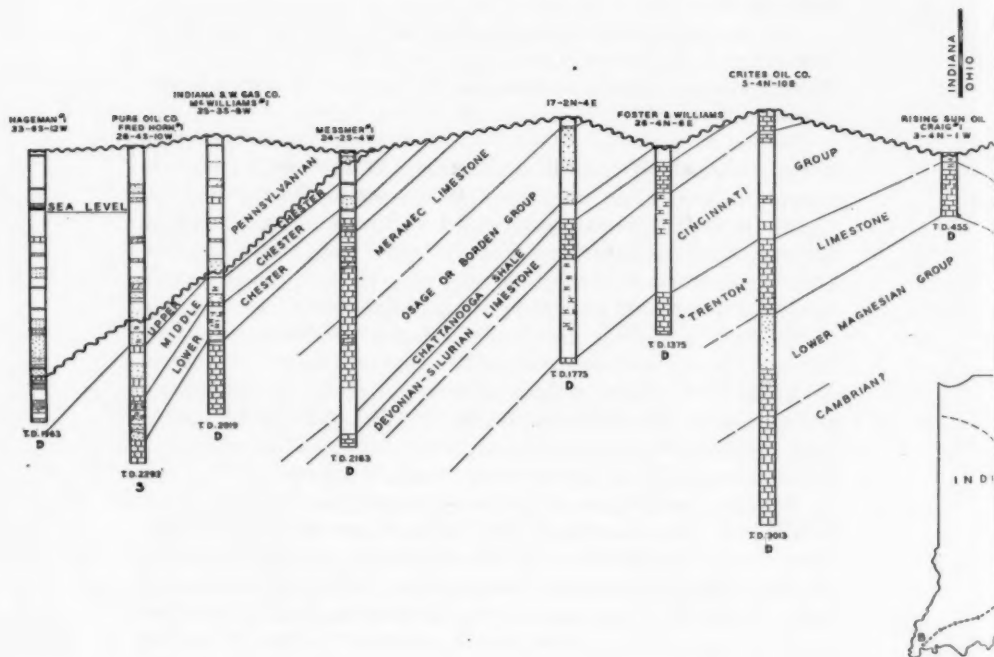 INDIANA
OHIO
CRITES OIL CO.
5-4N-10E
INDIANA & W. GAS CO.
McWILLIAMS #1
25-3S-8W
HAGEMAN #1
33-6S-12W
PURE OIL CO.
FRED HORN #1
26-4S-10W
MESSMER #1
24-2S-4W
17-2N-4E
FOSTER & WILLIAMS
26-4N-6E
RISING SUN OIL
CRAIG #1
3-4N-1W
SEA LEVEL
PENNSYLVANIAN
UPPER CHESTER
MIDDLE CHESTER
LOWER
MERAMEC LIMESTONE
OSAGE OR BORDEN GROUP
CHATTANOOGA SHALE
DEVONIAN-SILURIAN LIMESTONE
CINCINNATI GROUP
"TRENTON" LIMESTONE
LOWER MAGNESIAN GROUP
CAMBRIAN?
T.D. 1963
D
T.D. 2292'
S
T.D. 2019
D
T.D. 2163
D
T.D. 1775
D
T.D. 1375
D
T.D. 3013
D
T.D. 455
D
INDI
B